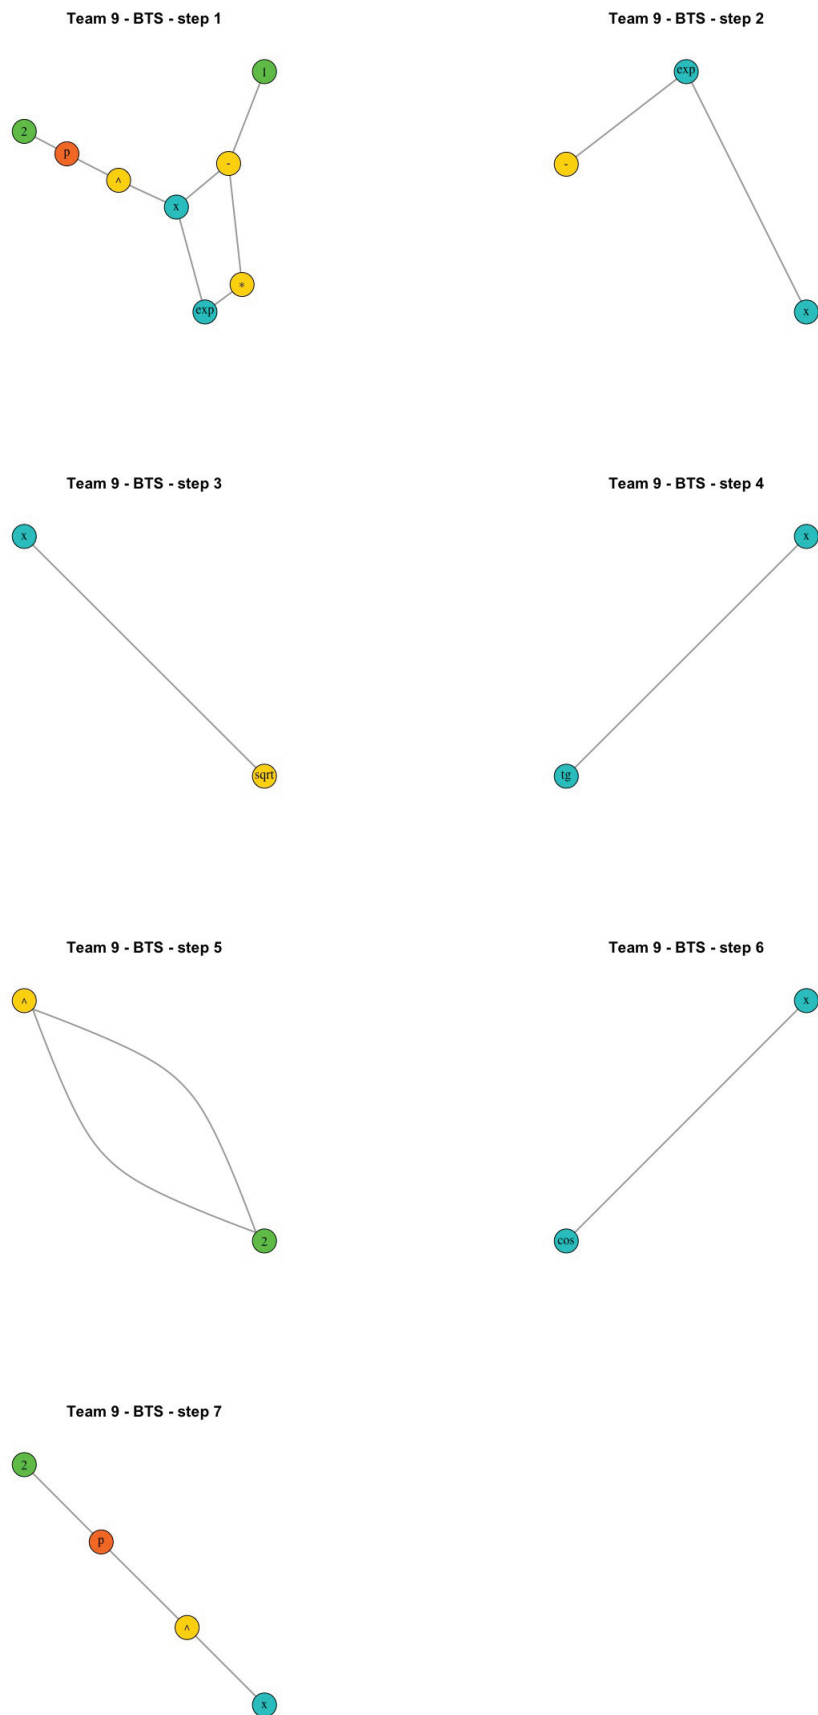 Team 9 - BTS - step 1
Team 9 - BTS - step 2
1
exp
2
p
-
-
^
x
*
exp
x
Team 9 - BTS - step 3
Team 9 - BTS - step 4
x
x
sqrt
tg
Team 9 - BTS - step 5
Team 9 - BTS - step 6
^
x
2
cos
Team 9 - BTS - step 7
2
p
^
x